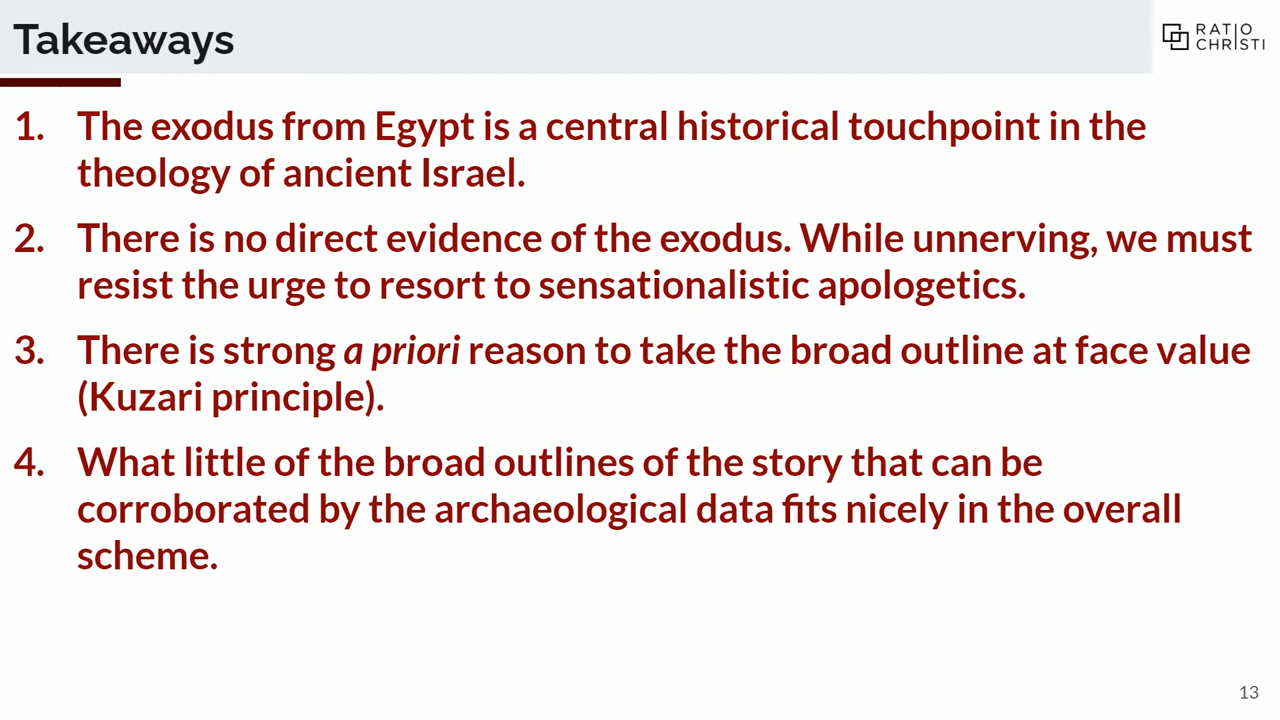 Takeaways
RATIO
CHRISTI
1. The exodus from Egypt is a central historical touchpoint in the
theology of ancient Israel.
2. There is no direct evidence of the exodus. While unnerving, we must
resist the urge to resort to sensationalistic apologetics.
3. There is strong a priori reason to take the broad outline at face value
(Kuzari principle).
4. What little of the broad outlines of the story that can be
corroborated by the archaeological data fits nicely in the overall
scheme.
13